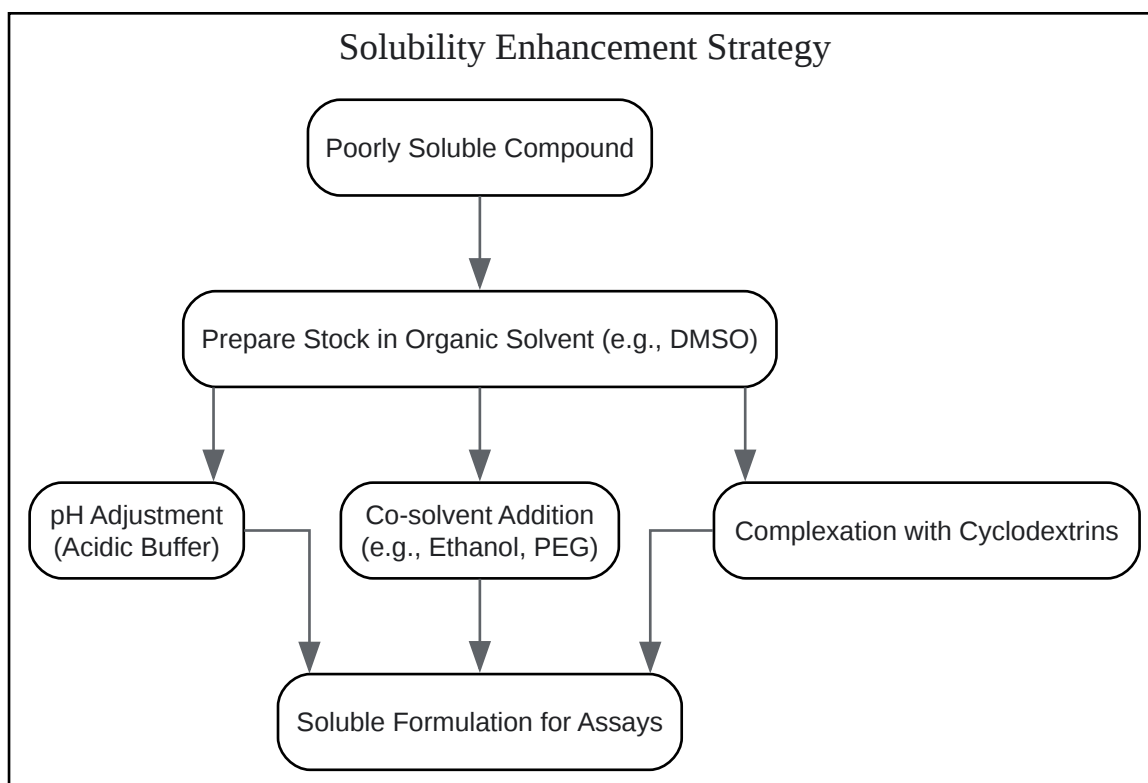 Solubility Enhancement Strategy
Poorly Soluble Compound
Prepare Stock in Organic Solvent (e.g., DMSO)
pH Adjustment
(Acidic Buffer)
Co-solvent Addition
(e.g., Ethanol, PEG)
Complexation with Cyclodextrins
Soluble Formulation for Assays